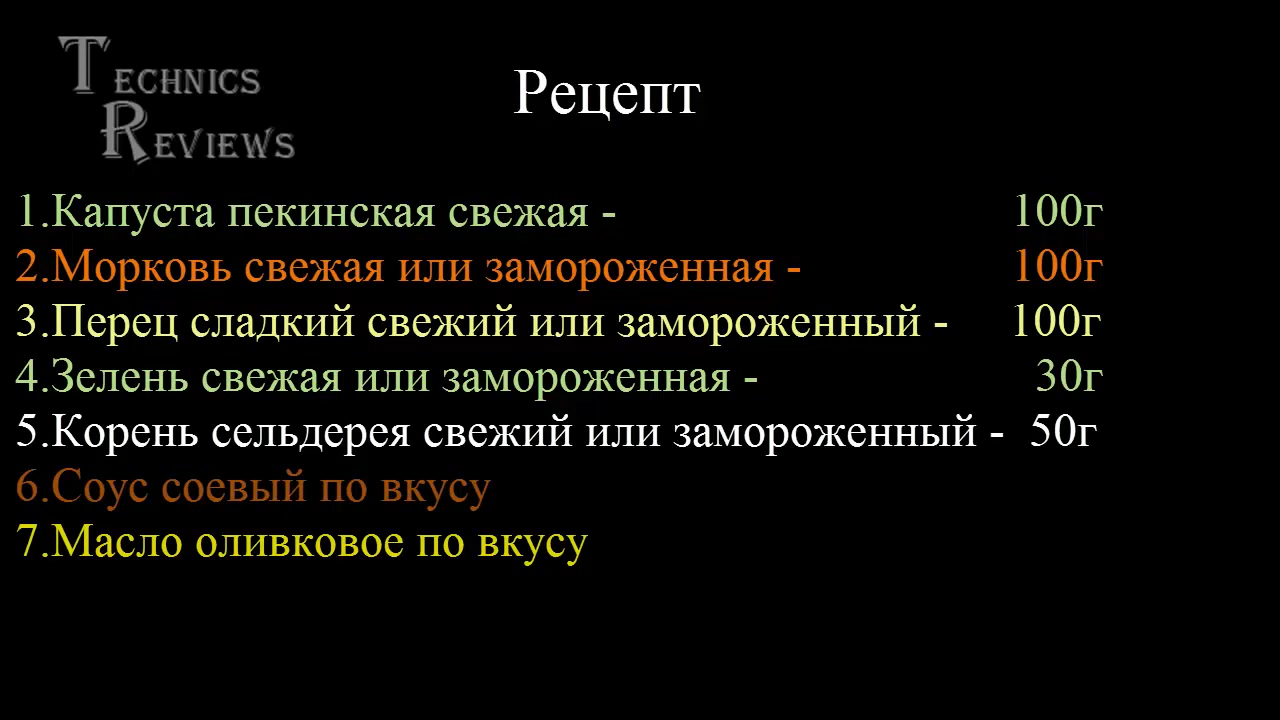 Technics
Reviews
Рецепт
1.Капуста пекинская свежая - 100г
2.Морковь свежая или замороженная - 100г
3.Перец сладкий свежий или замороженный - 100г
4.Зелень свежая или замороженная - 30г
5.Корень сельдерея свежий или замороженный - 50г
6.Соус соевый по вкусу
7.Масло оливковое по вкусу